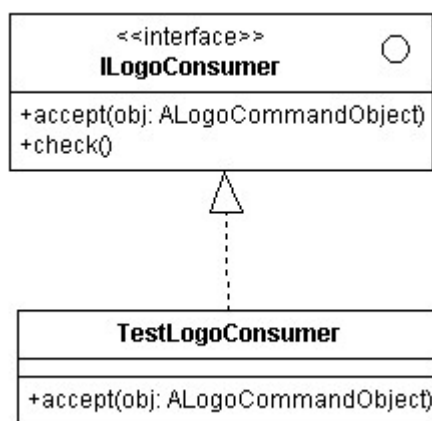 <<interface>>
ILogoConsumer
+accept(obj: ALogoCommandObject)
+check()
TestLogoConsumer
+accept(obj: ALogoCommandObject)